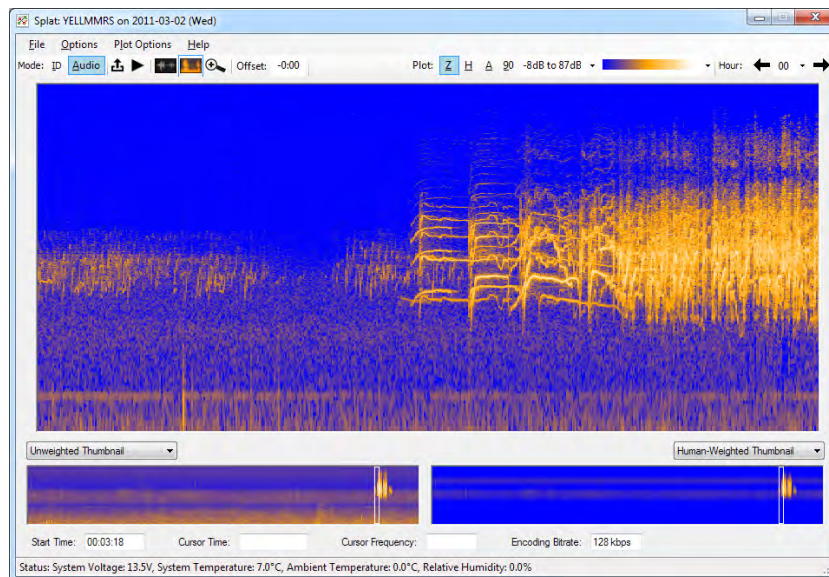 Splat: YELLMMRS on 2011-03-02 (Wed)
File Options Plot Options Help
Mode: ID Audio Offset: -0:00 Plot: Z H A 90 -8dB to 87dB Hour: 00
Unweighted Thumbnail Human-Weighted Thumbnail
Start Time: 00:03:18 Cursor Time: Cursor Frequency: Encoding Bitrate: 128 kbps
Status: System Voltage: 13.5V, System Temperature: 7.0°C, Ambient Temperature: 0.0°C, Relative Humidity: 0.0%